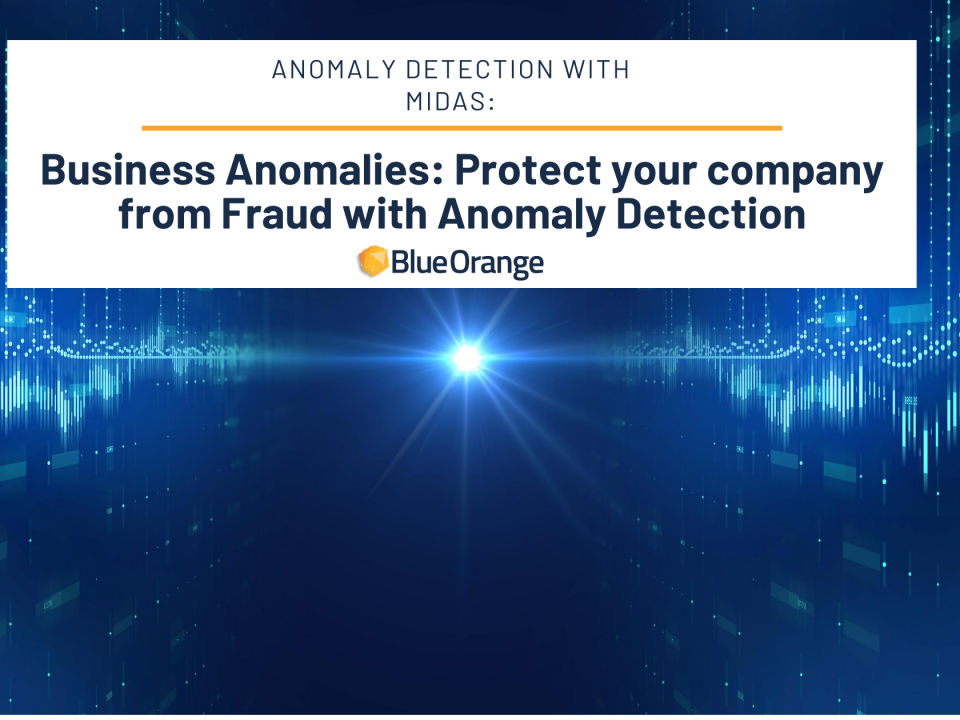 ANOMALY DETECTION WITH
MIDAS:
Business Anomalies: Protect your company
from Fraud with Anomaly Detection
BlueOrange